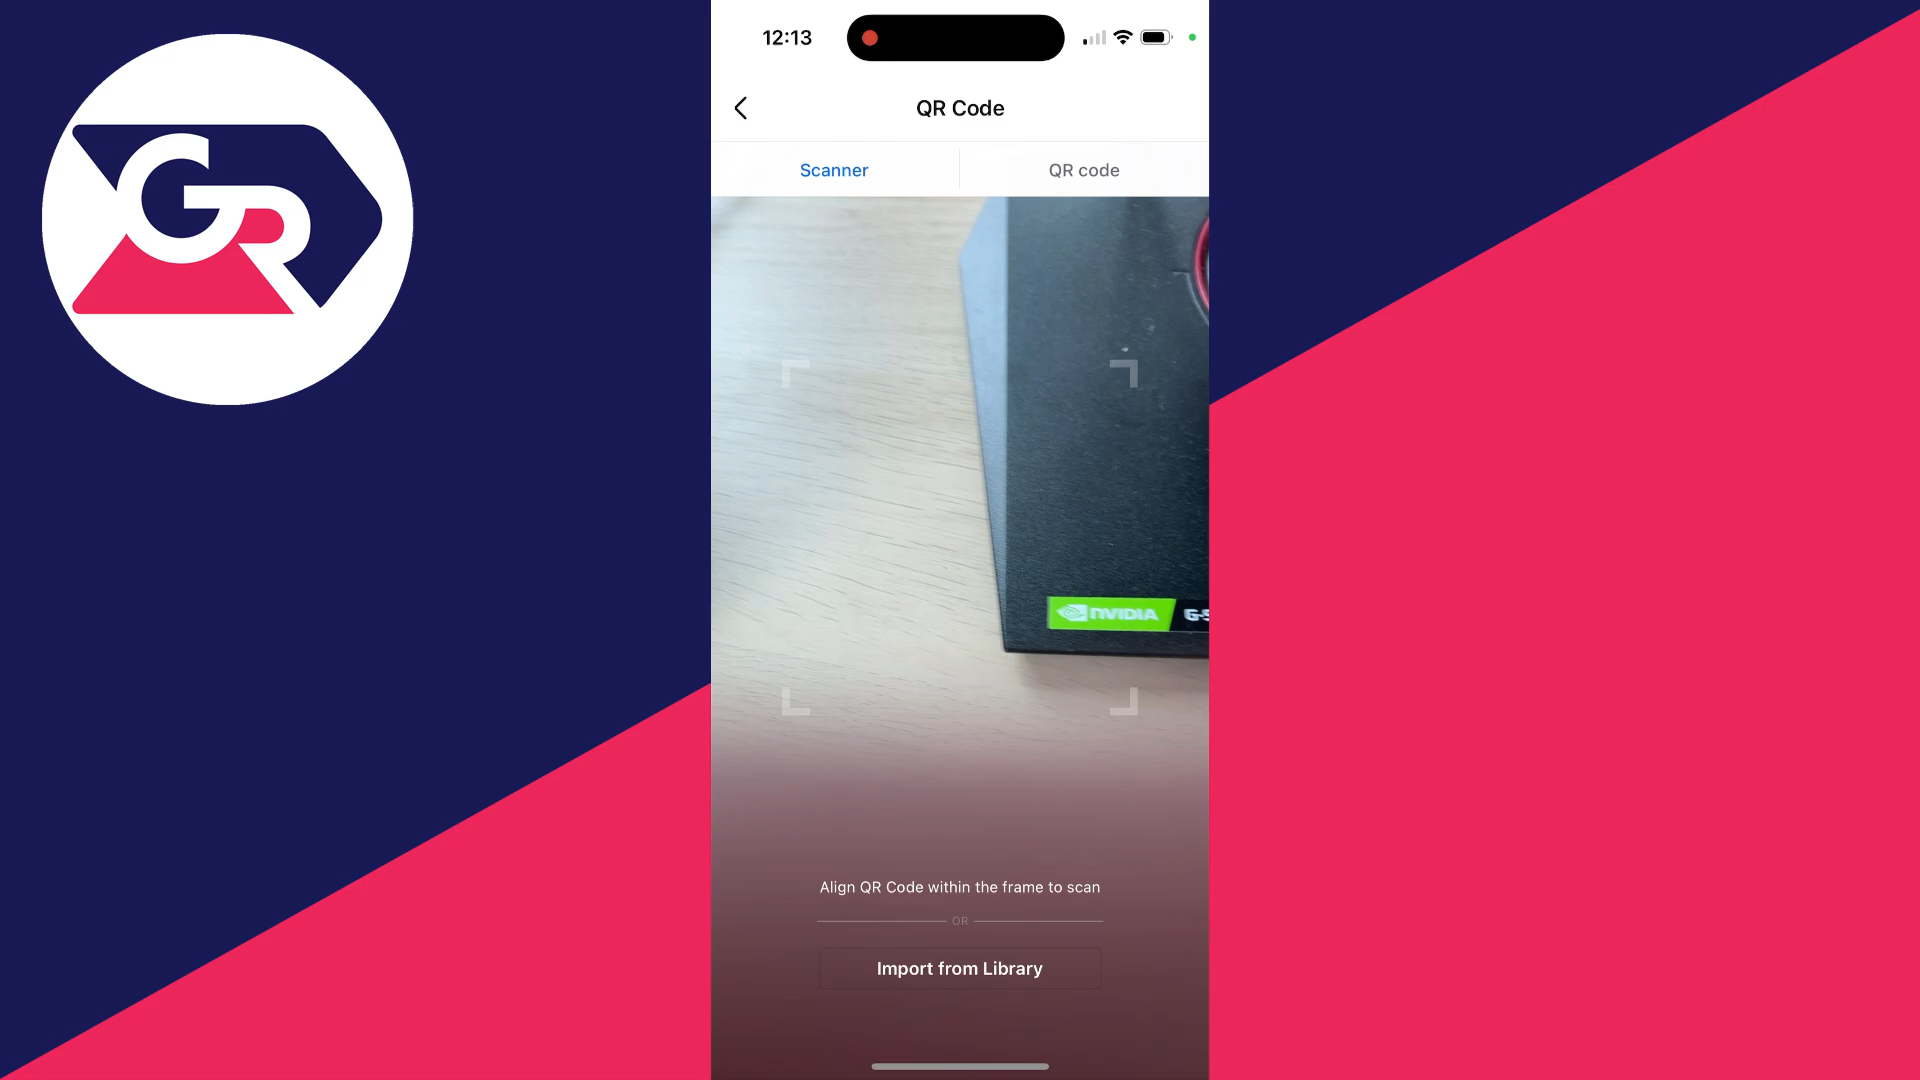 GR
12:13
QR Code
Scanner
QR code
NVIDIA G-S
Align QR Code within the frame to scan
OR
Import from Library